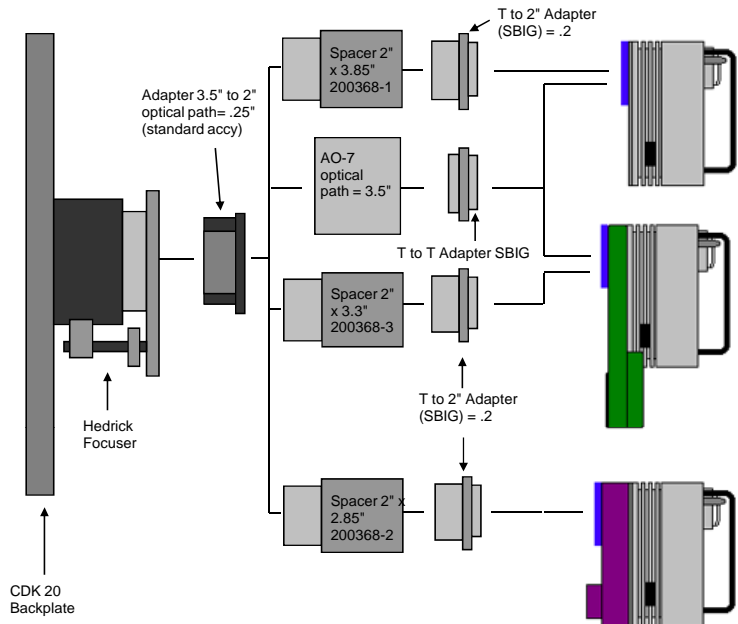 T to 2" Adapter
(SBIG) = .2
Spacer 2"
x 3.85"
200368-1
Adapter 3.5" to 2"
optical path= .25"
(standard accy)
AO-7
optical
path = 3.5"
T to T Adapter SBIG
Spacer 2"
x 3.3"
200368-3
Hedrick
Focuser
T to 2" Adapter
(SBIG) = .2
Spacer 2" x
2.85"
200368-2
CDK 20
Backplate